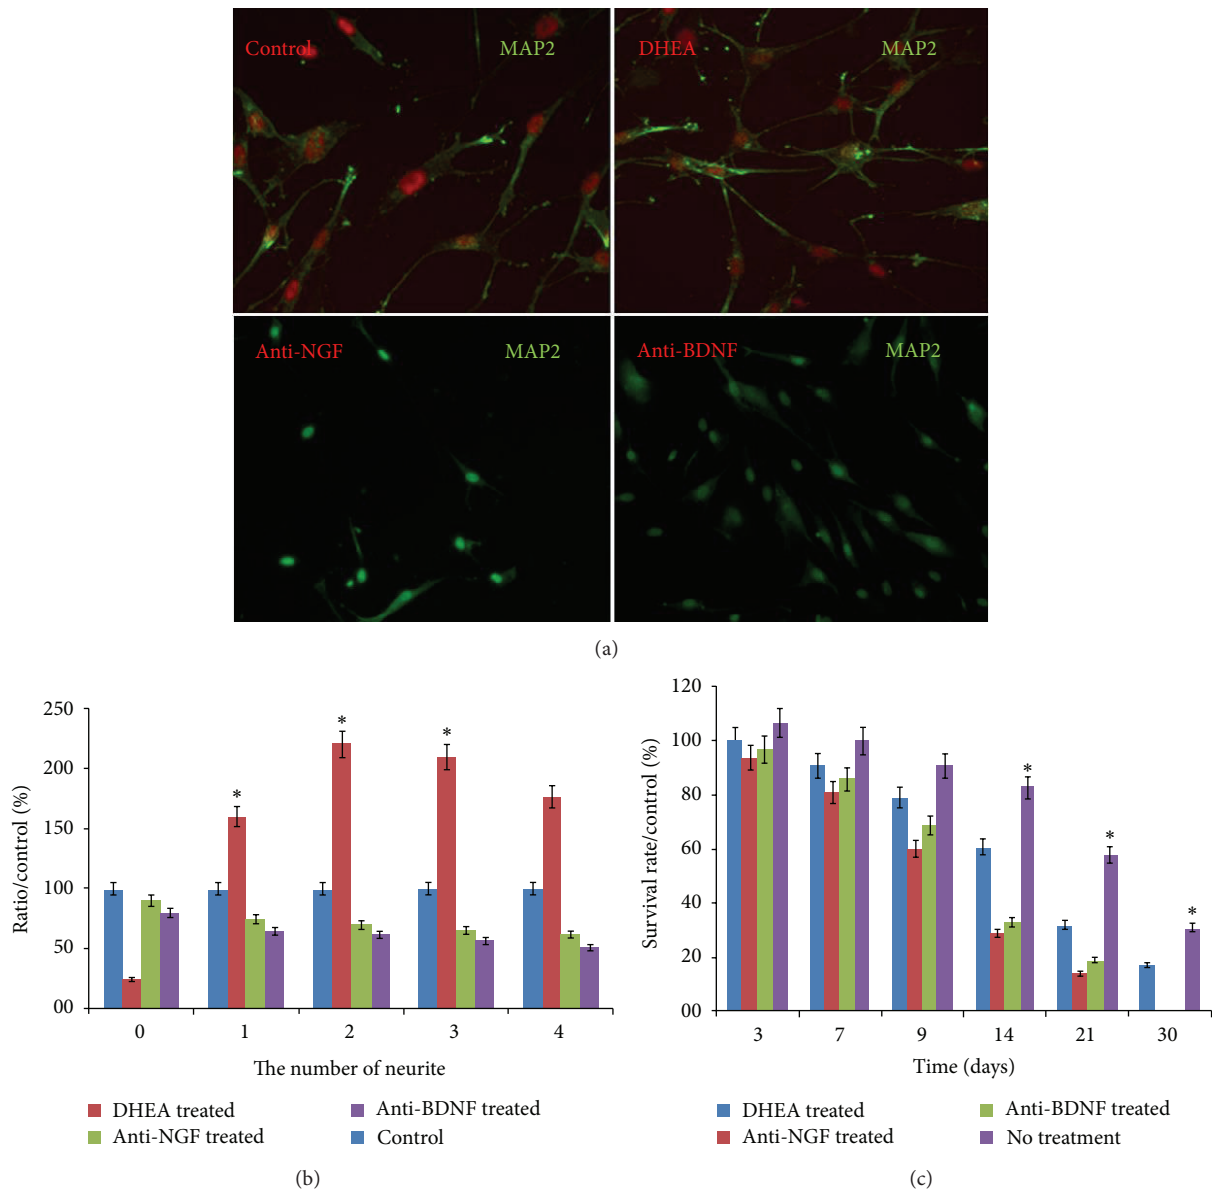 Control MAP2
DHEA MAP2
Anti-NGF MAP2
Anti-BDNF MAP2
(a)
Ratio/control (%)
250
200
150
100
50
00
* * *
0 1 2 3 4
The number of neurite
DHEA treated
Anti-BDNF treated
Anti-NGF treated
Control
(b)
Survival rate/control (%)
120
100
80
60
40
20
00
* * *
3 7 9 14 21 30
Time (days)
DHEA treated
Anti-BDNF treated
Anti-NGF treated
No treatment
(c)